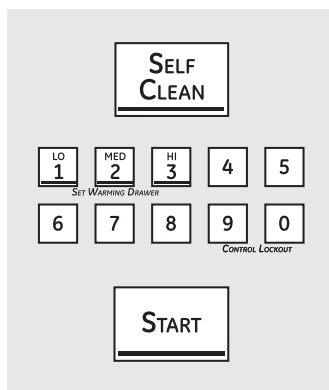 SELF
CLEAN
LO MED HI
1 2 3 4 5
SET WARMING DRAWER
6 7 8 9 0
CONTROL LOCKOUT
START